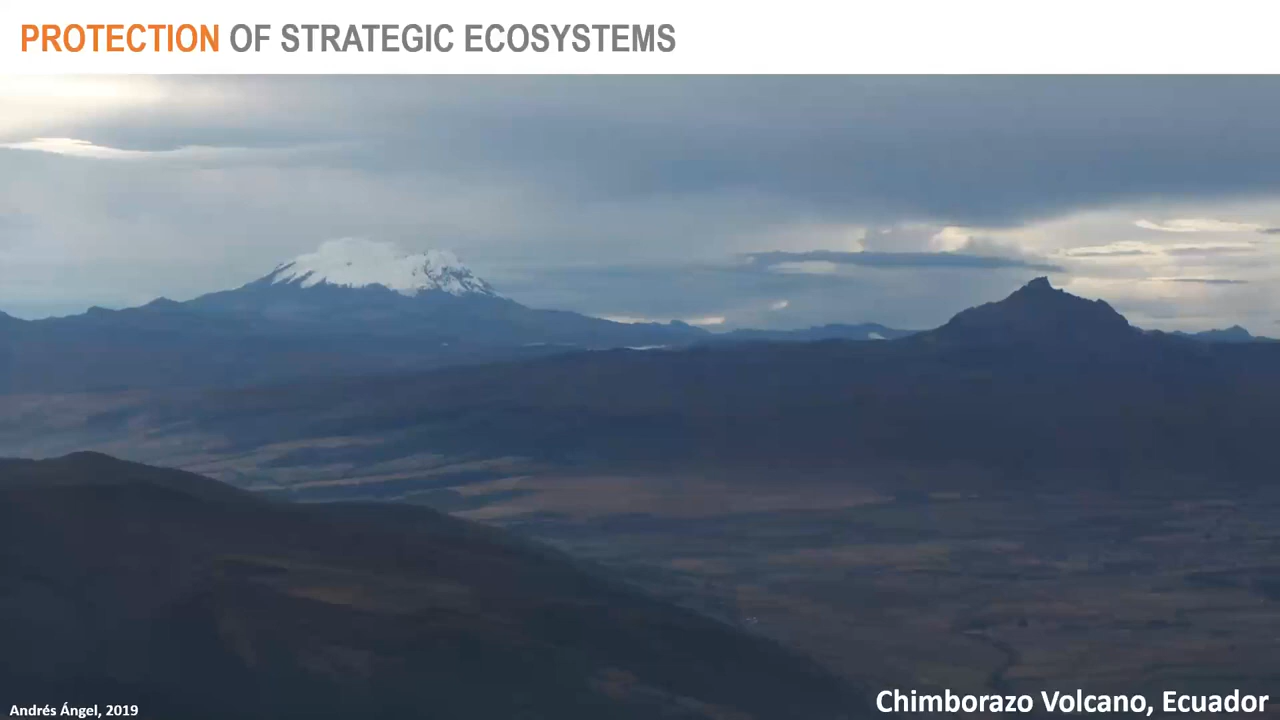 PROTECTION OF STRATEGIC ECOSYSTEMS
Andrés Ángel, 2019
Chimborazo Volcano, Ecuador